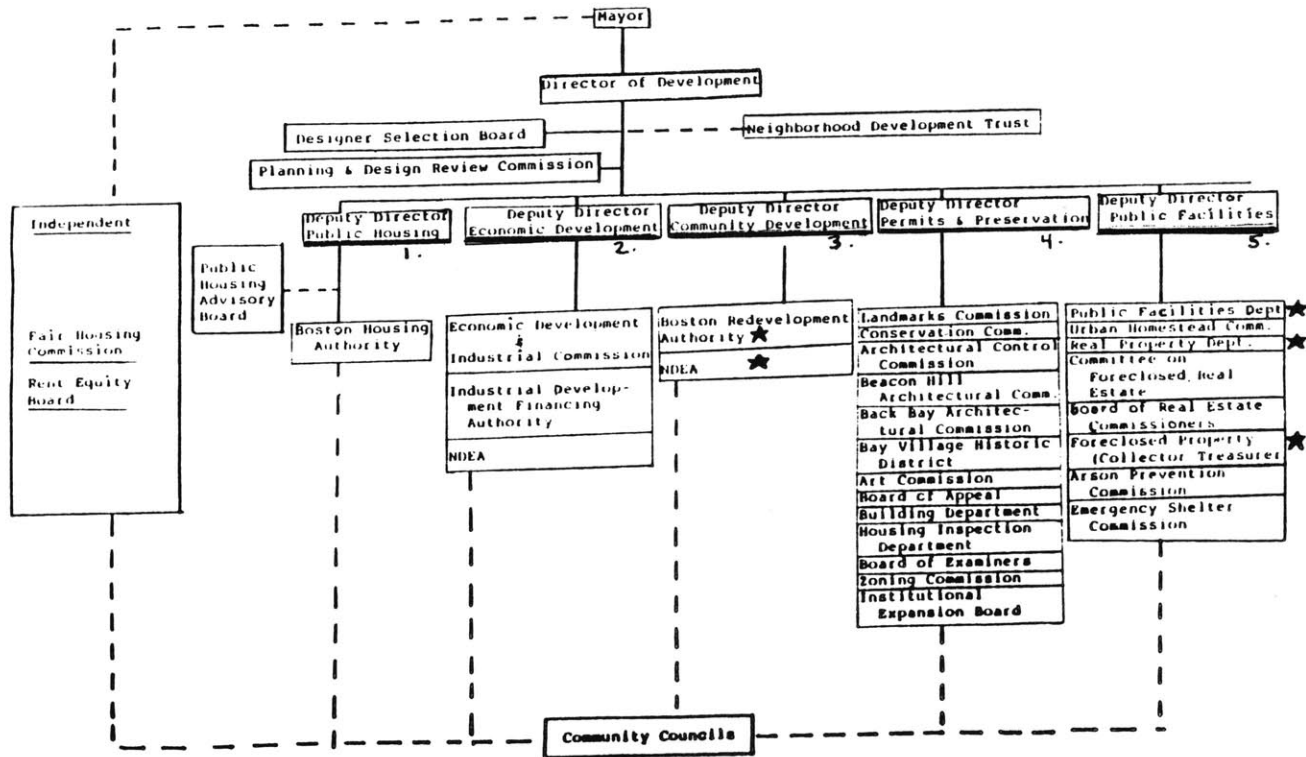 Mayor
Director of Development
Designer Selection Board
Neighborhood Development Trust
Planning & Design Review Commission
Independent
Fair Housing
Commission
Rent Equity
Board
Deputy Director
Public Housing
1.
Public
Housing
Advisory
Board
Boston Housing
Authority
Deputy Director
Economic Development
2.
Economic Development
&
Industrial Commission
Industrial Develop-
ment Financing
Authority
NDEA
Deputy Director
Community Development
3.
Boston Redevelopment
Authority ★
NDEA ★
Deputy Director
Permits & Preservation
4.
Landmarks Commission
Conservation Comm.
Architectural Control
Commission
Beacon Hill
Architectural Comm.
Back Bay Architec-
tural Commission
Bay Village Historic
District
Art Commission
Board of Appeal
Building Department
Housing Inspection
Department
Board of Examiners
Zoning Commission
Institutional
Expansion Board
Deputy Director
Public Facilities
5.
Public Facilities Dept ★
Urban Homestead Comm.
Real Property Dept. ★
Committee on
Foreclosed Real
Estate
Board of Real Estate
Commissioners
Foreclosed Property ★
(Collector Treasurer
Arson Prevention
Commission
Emergency Shelter
Commission
Community Councils